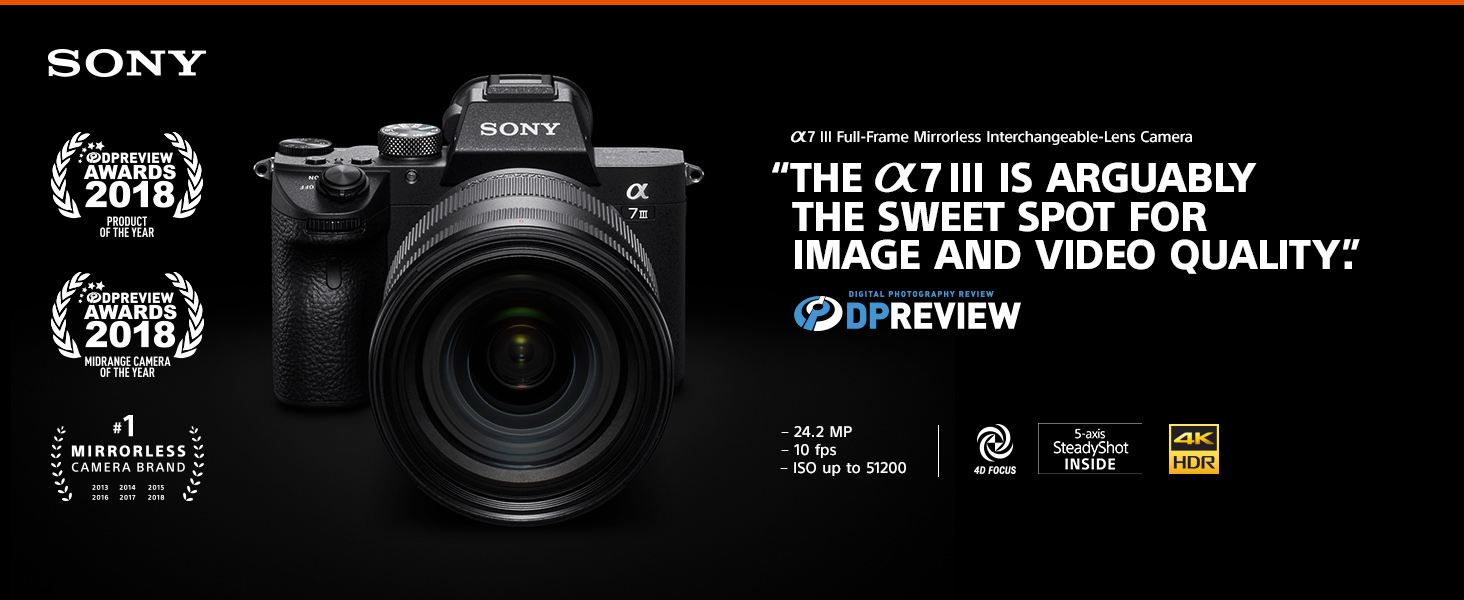 SONY
DPREVIEW
AWARDS
2018
PRODUCT
OF THE YEAR
DPREVIEW
AWARDS
2018
MIDRANGE CAMERA
OF THE YEAR
#1
MIRRORLESS
CAMERA BRAND
2013 2014 2015
2016 2017 2018
SONY
ON
OFF
α
7III
α7 III Full-Frame Mirrorless Interchangeable-Lens Camera
“THE α7 III IS ARGUABLY
THE SWEET SPOT FOR
IMAGE AND VIDEO QUALITY.”
DIGITAL PHOTOGRAPHY REVIEW
DPREVIEW
– 24.2 MP
– 10 fps
– ISO up to 51200
4D FOCUS
5-axis
SteadyShot
INSIDE
4K
HDR